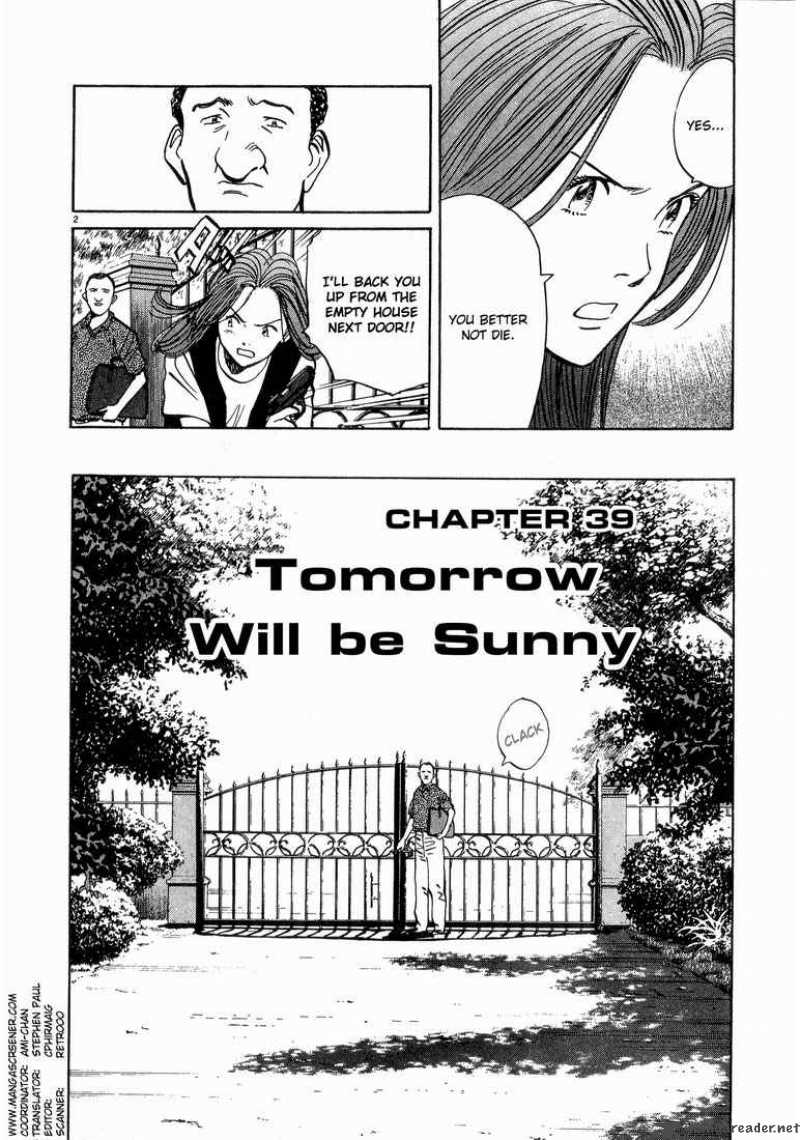 YES...
YOU BETTER
NOT DIE.
2
I'LL BACK YOU
UP FROM THE
EMPTY HOUSE
NEXT DOOR!!
CHAPTER 39
Tomorrow
Will be Sunny
CLACK
WWW.MANGASCREENER.COM
COORDINATOR: AMI-CHAN
TRANSLATOR: STEPHEN PAUL
EDITOR: CPHIRMAIG
SCANNER: RETROOO
reader.net